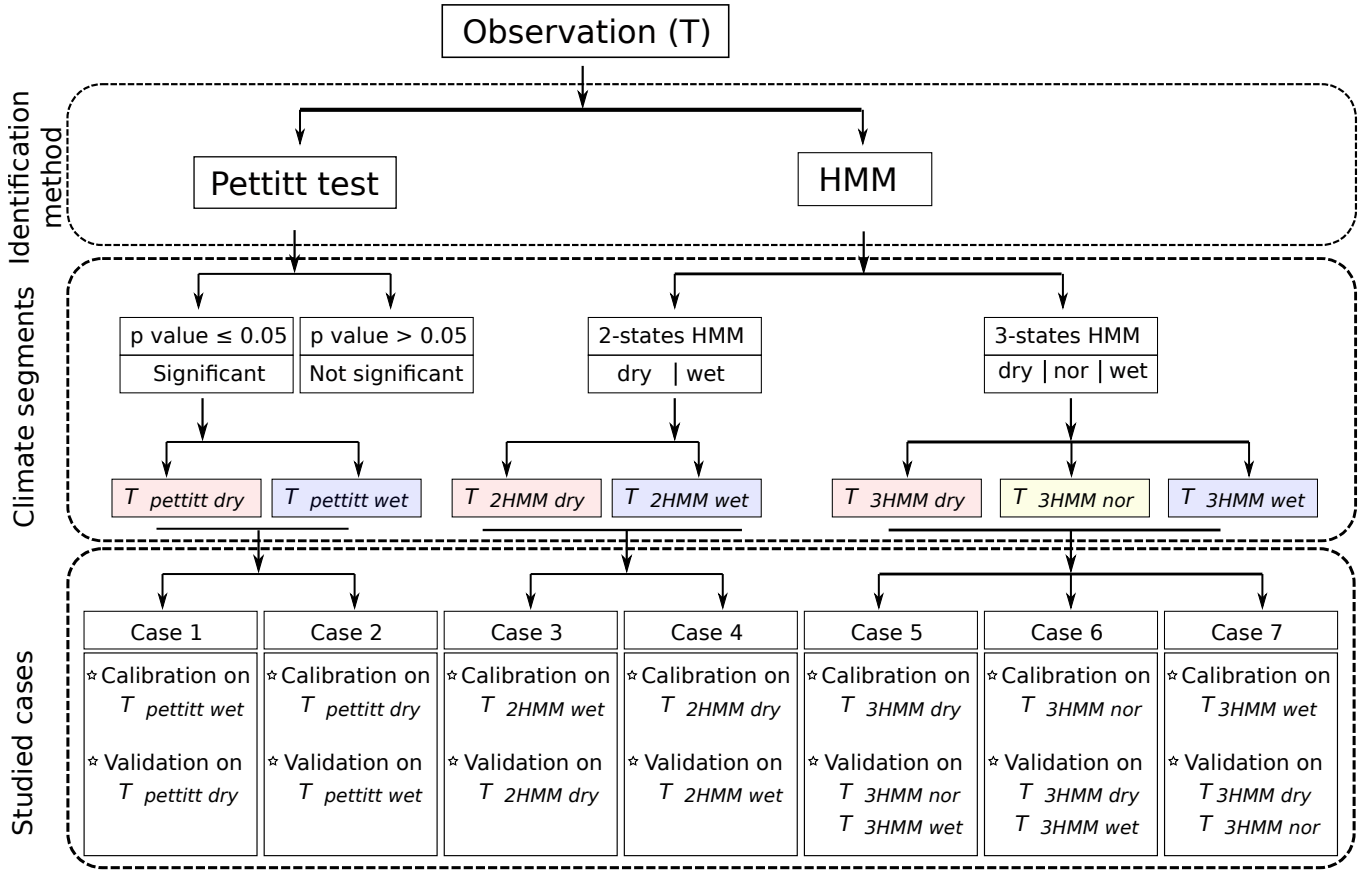 Observation (T)
Identification
method
Pettitt test
HMM
Climate segments
p value ≤ 0.05
Significant
p value > 0.05
Not significant
2-states HMM
dry | wet
3-states HMM
dry | nor | wet
T pettitt dry
T pettitt wet
T 2HMM dry
T 2HMM wet
T 3HMM dry
T 3HMM nor
T 3HMM wet
Studied cases
Case 1
☆ Calibration on
T pettitt wet
☆ Validation on
T pettitt dry
Case 2
☆ Calibration on
T pettitt dry
☆ Validation on
T pettitt wet
Case 3
☆ Calibration on
T 2HMM wet
☆ Validation on
T 2HMM dry
Case 4
☆ Calibration on
T 2HMM dry
☆ Validation on
T 2HMM wet
Case 5
☆ Calibration on
T 3HMM dry
☆ Validation on
T 3HMM nor
T 3HMM wet
Case 6
☆ Calibration on
T 3HMM nor
☆ Validation on
T 3HMM dry
T 3HMM wet
Case 7
☆ Calibration on
T 3HMM wet
☆ Validation on
T 3HMM dry
T 3HMM nor